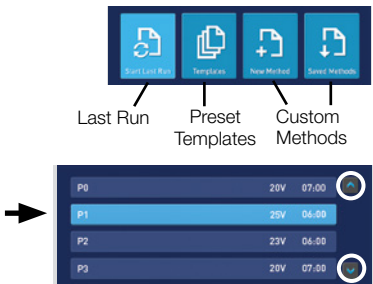 Start Last Run Templates New Method Saved Methods
Last Run Preset Templates Custom Methods
P0 20V 07:00
P1 25V 06:00
P2 23V 06:00
P3 20V 07:00